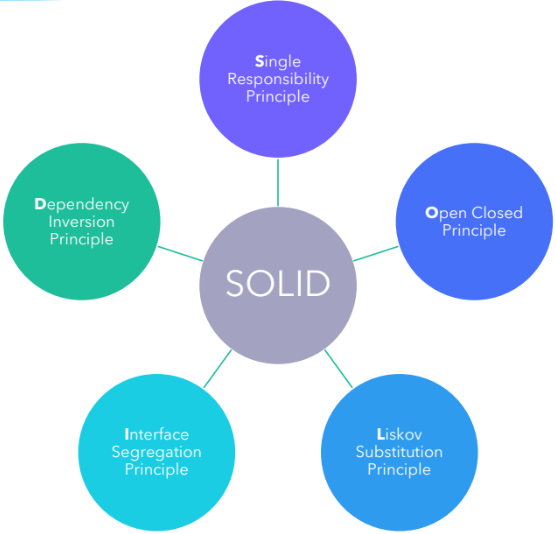 Single
Responsibility
Principle
Dependency
Inversion
Principle
Open Closed
Principle
SOLID
Interface
Segregation
Principle
Liskov
Substitution
Principle